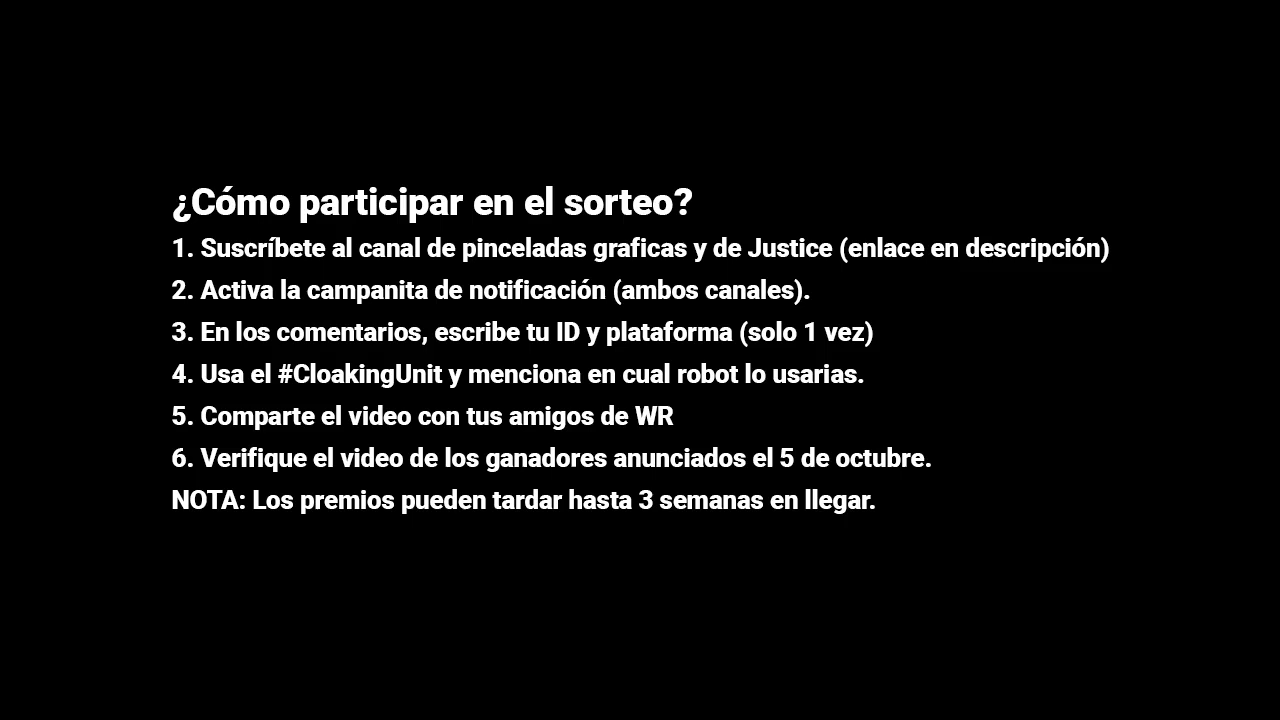 ¿Cómo participar en el sorteo?
1. Suscríbete al canal de pinceladas graficas y de Justice (enlace en descripción)
2. Activa la campanita de notificación (ambos canales).
3. En los comentarios, escribe tu ID y plataforma (solo 1 vez)
4. Usa el #CloakingUnit y menciona en cual robot lo usarias.
5. Comparte el video con tus amigos de WR
6. Verifique el video de los ganadores anunciados el 5 de octubre.
NOTA: Los premios pueden tardar hasta 3 semanas en llegar.